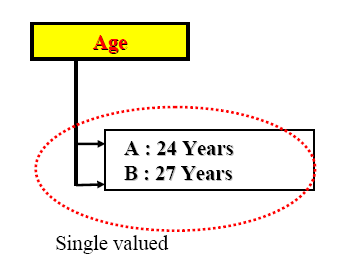 Age
A : 24 Years
B : 27 Years
Single valued